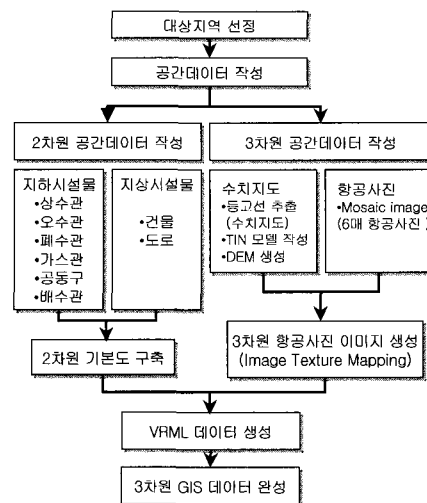 대상지역 선정
공간데이터 작성
2차원 공간데이터 작성
3차원 공간데이터 작성
지하시설물
•상수관
•오수관
•폐수관
•가스관
•공동구
•배수관
지상시설물
•건물
•도로
수치지도
•등고선 추출
(수치지도)
•TIN 모델 작성
•DEM 생성
항공사진
•Mosaic image
(6매 항공사진 )
2차원 기본도 구축
3차원 항공사진 이미지 생성
(Image Texture Mapping)
VRML 데이터 생성
3차원 GIS 데이터 완성